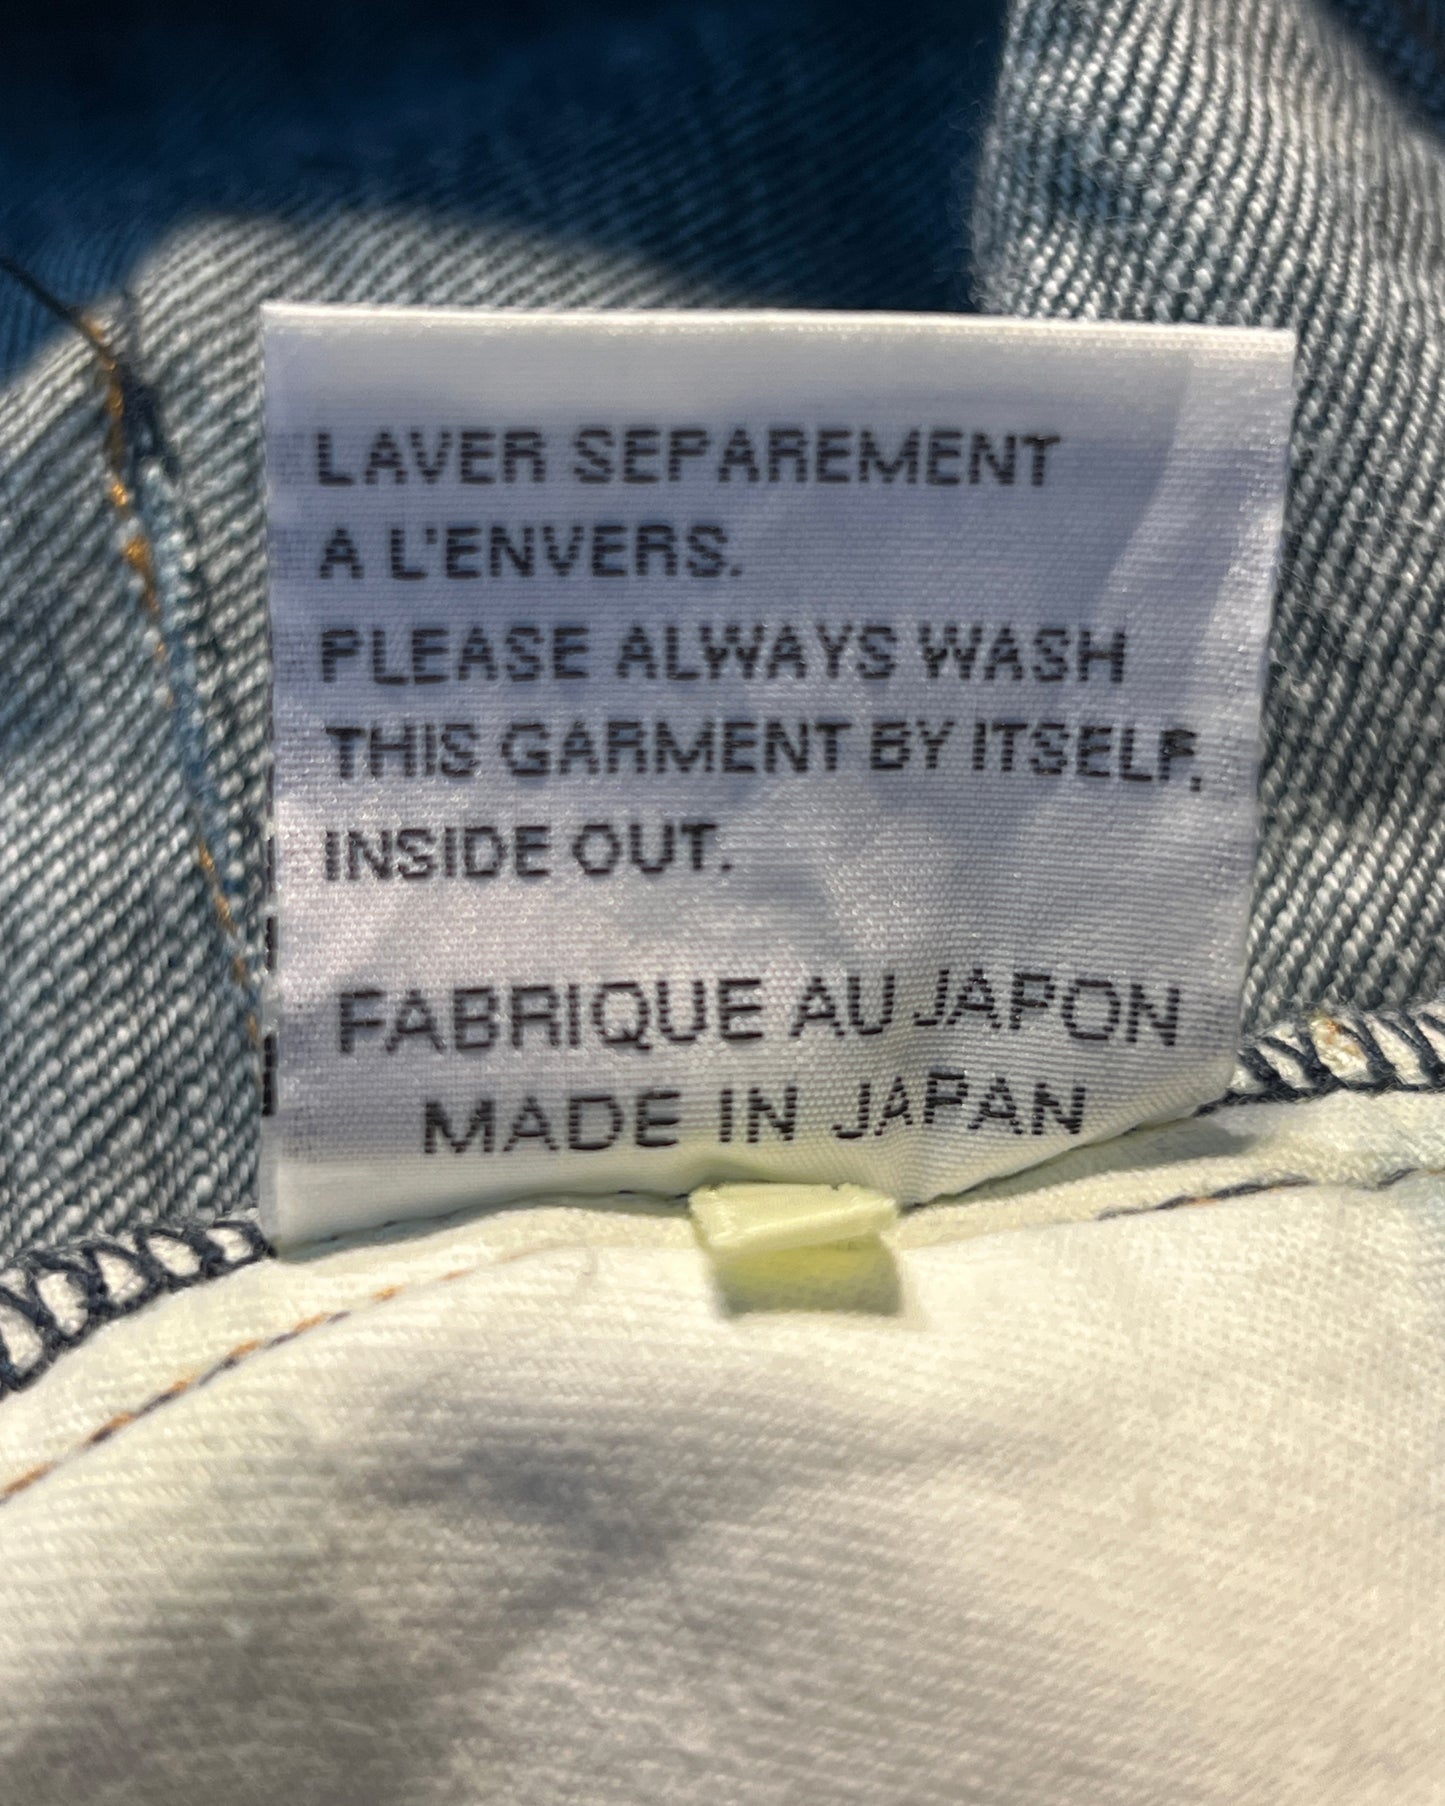 LAVER SEPAREMENT
A L'ENVERS.
PLEASE ALWAYS WASH
THIS GARMENT BY ITSELF,
INSIDE OUT.
FABRIQUE AU JAPON
MADE IN JAPAN